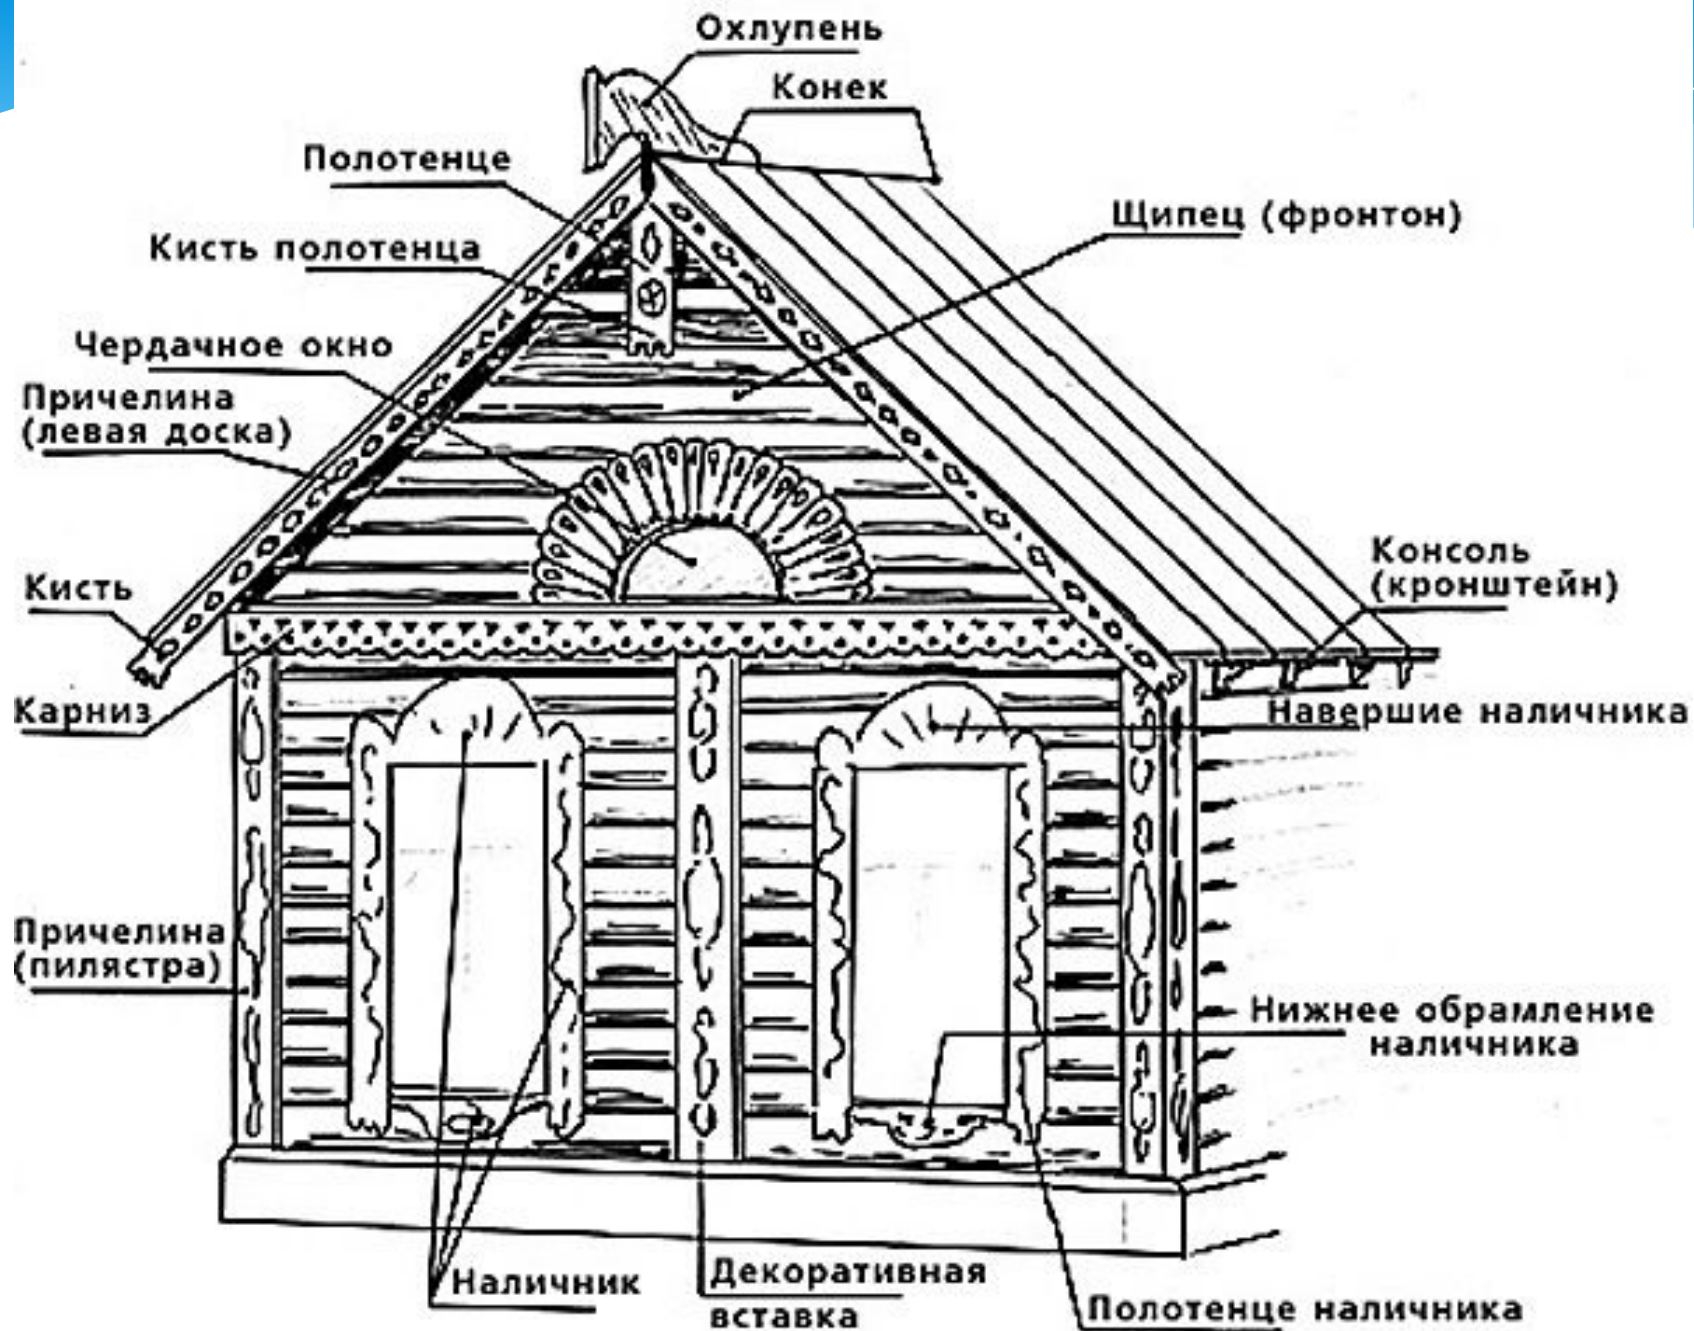 Охлупень
Конек
Полотенце
Щипец (фронтон)
Кисть полотенца
Чердачное окно
Причелина
(левая доска)
Консоль
(кронштейн)
Кисть
Карниз
Навершие наличника
Причелина
(пилястра)
Нижнее обрамление
наличника
Наличник
Декоративная
вставка
Полотенце наличника